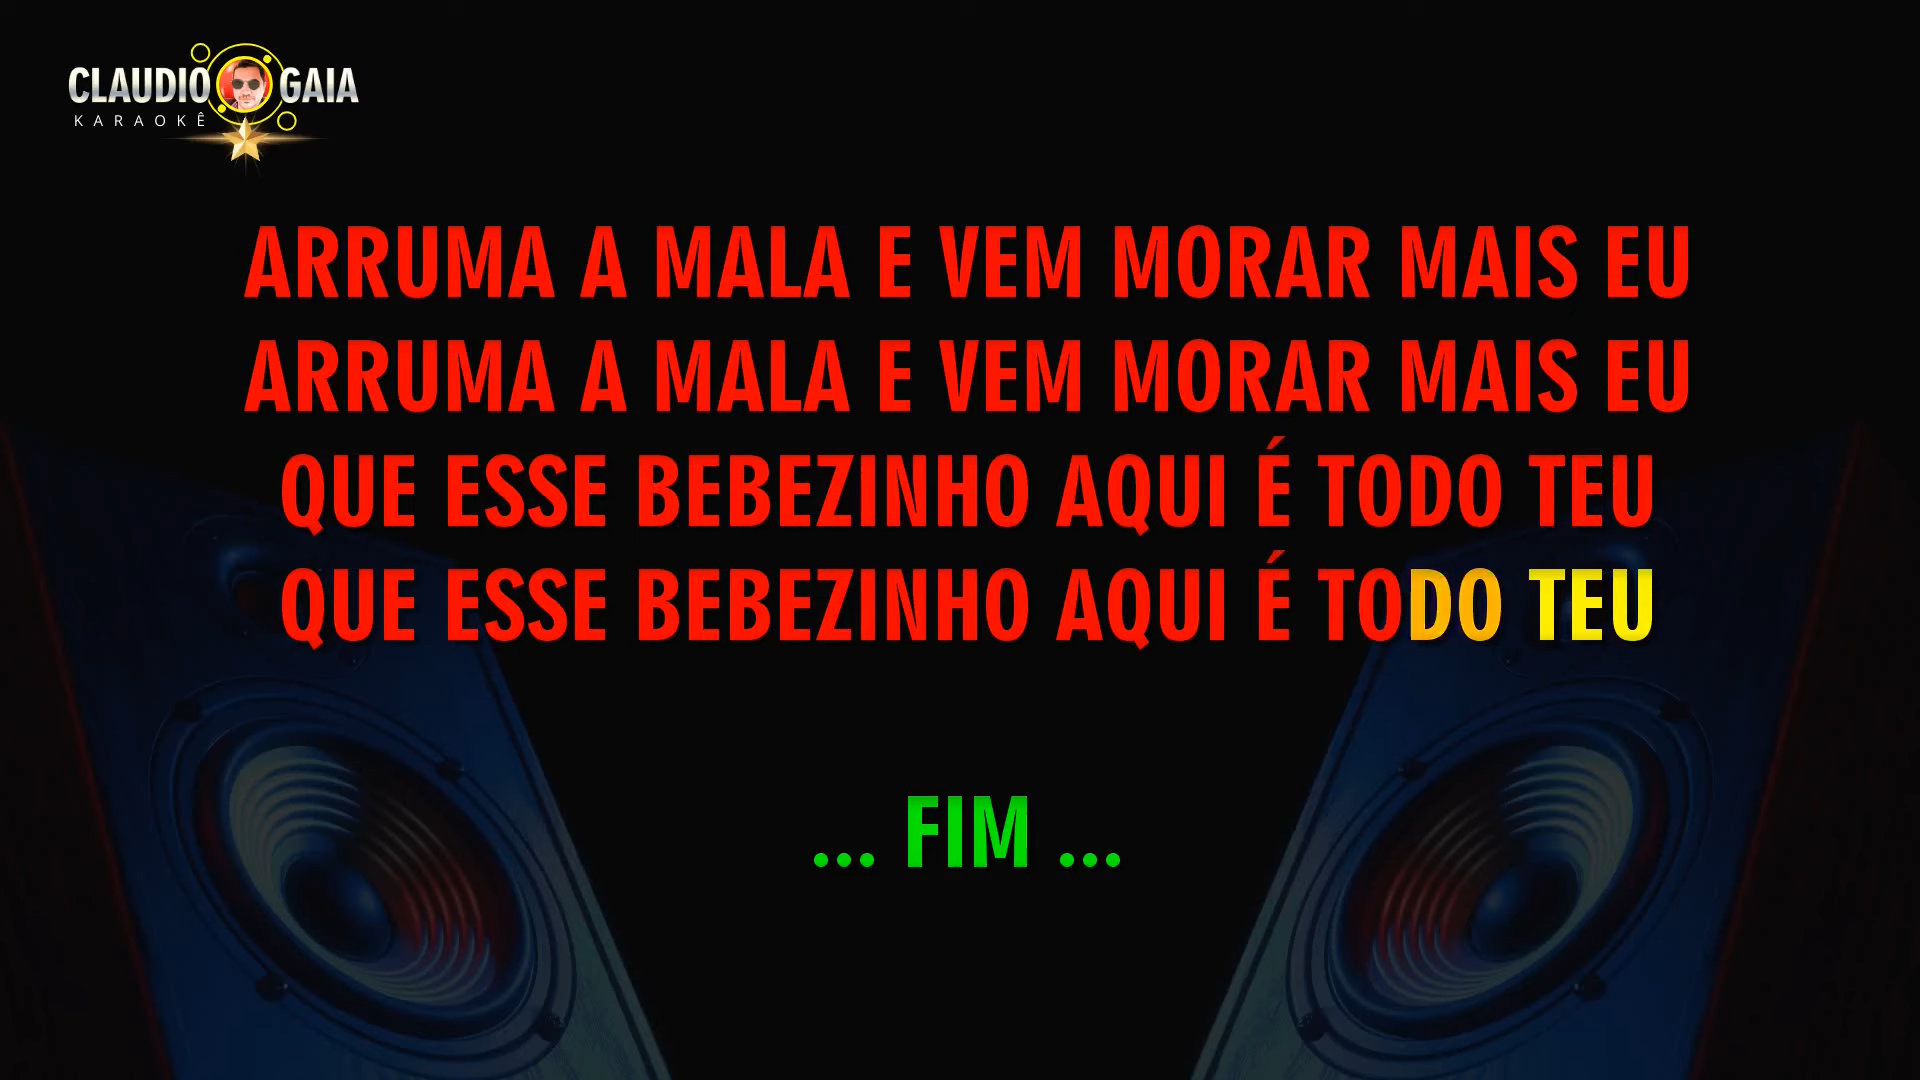 CLAUDIO GAIA
KARAOKÊ
ARRUMA A MALA E VEM MORAR MAIS EU
ARRUMA A MALA E VEM MORAR MAIS EU
QUE ESSE BEBEZINHO AQUI É TODO TEU
QUE ESSE BEBEZINHO AQUI É TODO TEU
... FIM ...